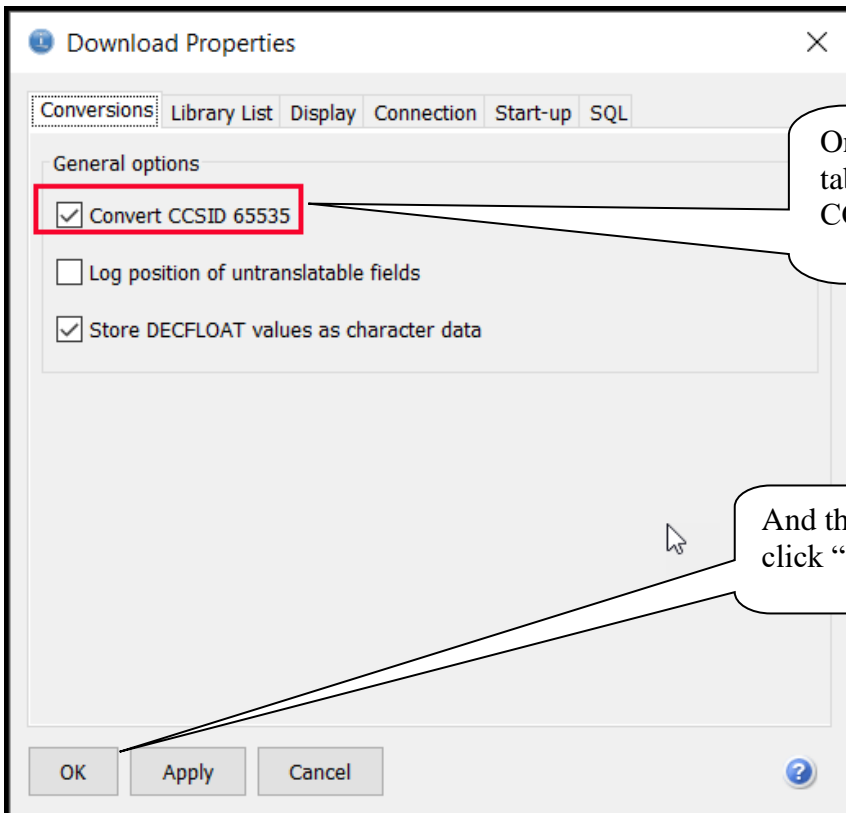 Download Properties
Conversions Library List Display Connection Start-up SQL
General options
Convert CCSID 65535
Log position of untranslatable fields
Store DECFLOAT values as character data
And
click “
OK Apply Cancel